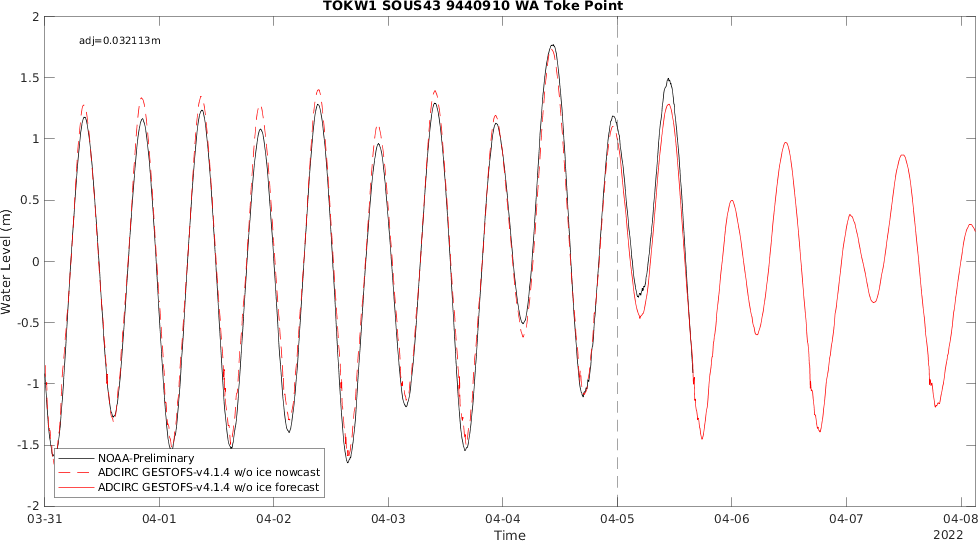 TOKW1 SOUS43 9440910 WA Toke Point
adj=0.032113m
2
1.5
1
0.5
0
-0.5
-1
-1.5
-2
Water Level (m)
NOAA-Preliminary
ADCIRC GESTOFS-v4.1.4 w/o ice nowcast
ADCIRC GESTOFS-v4.1.4 w/o ice forecast
03-31 04-01 04-02 04-03 04-04 04-05 04-06 04-07 04-08
Time
2022